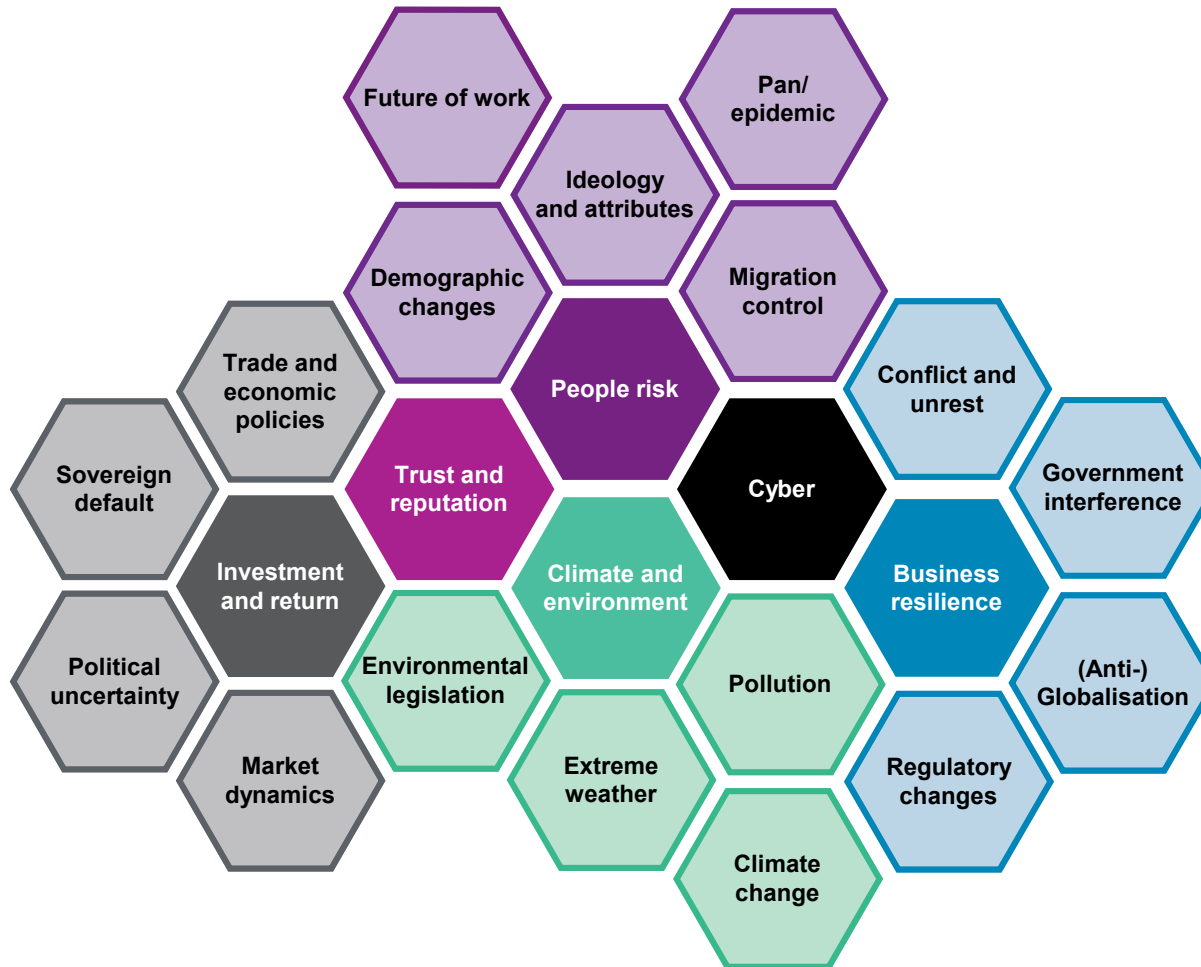 Future of work
Pan/
epidemic
Ideology
and attributes
Demographic
changes
Migration
control
Trade and
economic
policies
People risk
Conflict and
unrest
Sovereign
default
Trust and
reputation
Cyber
Government
interference
Investment
and return
Climate and
environment
Business
resilience
Political
uncertainty
Environmental
legislation
Pollution
(Anti-)
Globalisation
Market
dynamics
Extreme
weather
Regulatory
changes
Climate
change